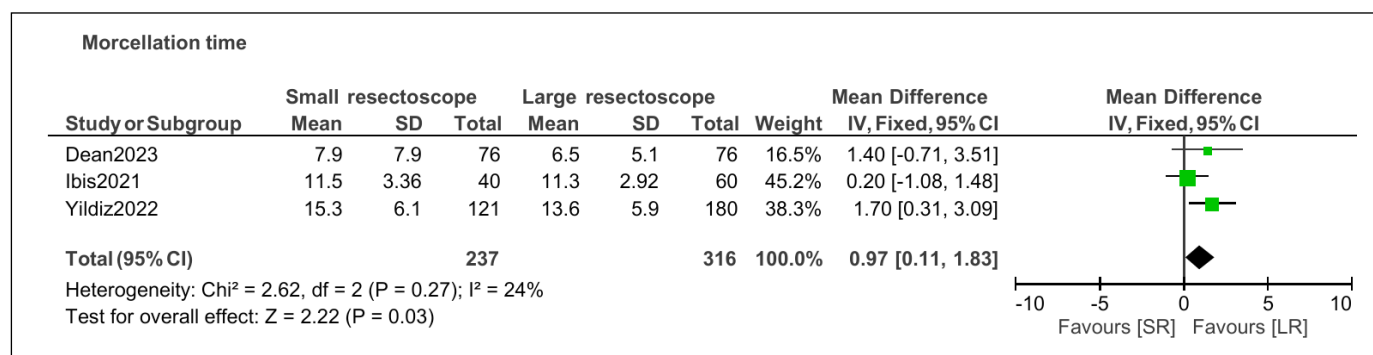 Morcellation time
Small resectoscope Large resectoscope Mean Difference Mean Difference
Study or Subgroup Mean SD Total Mean SD Total Weight IV, Fixed, 95% CI IV, Fixed, 95% CI
Dean2023 7.9 7.9 76 6.5 5.1 76 16.5% 1.40 [-0.71, 3.51]
Ibis2021 11.5 3.36 40 11.3 2.92 60 45.2% 0.20 [-1.08, 1.48]
Yildiz2022 15.3 6.1 121 13.6 5.9 180 38.3% 1.70 [0.31, 3.09]
Total (95% CI) 237 316 100.0% 0.97 [0.11, 1.83]
Heterogeneity: Chi² = 2.62, df = 2 (P = 0.27); I² = 24%
Test for overall effect: Z = 2.22 (P = 0.03)
-10 -5 0 5 10
Favours [SR] Favours [LR]